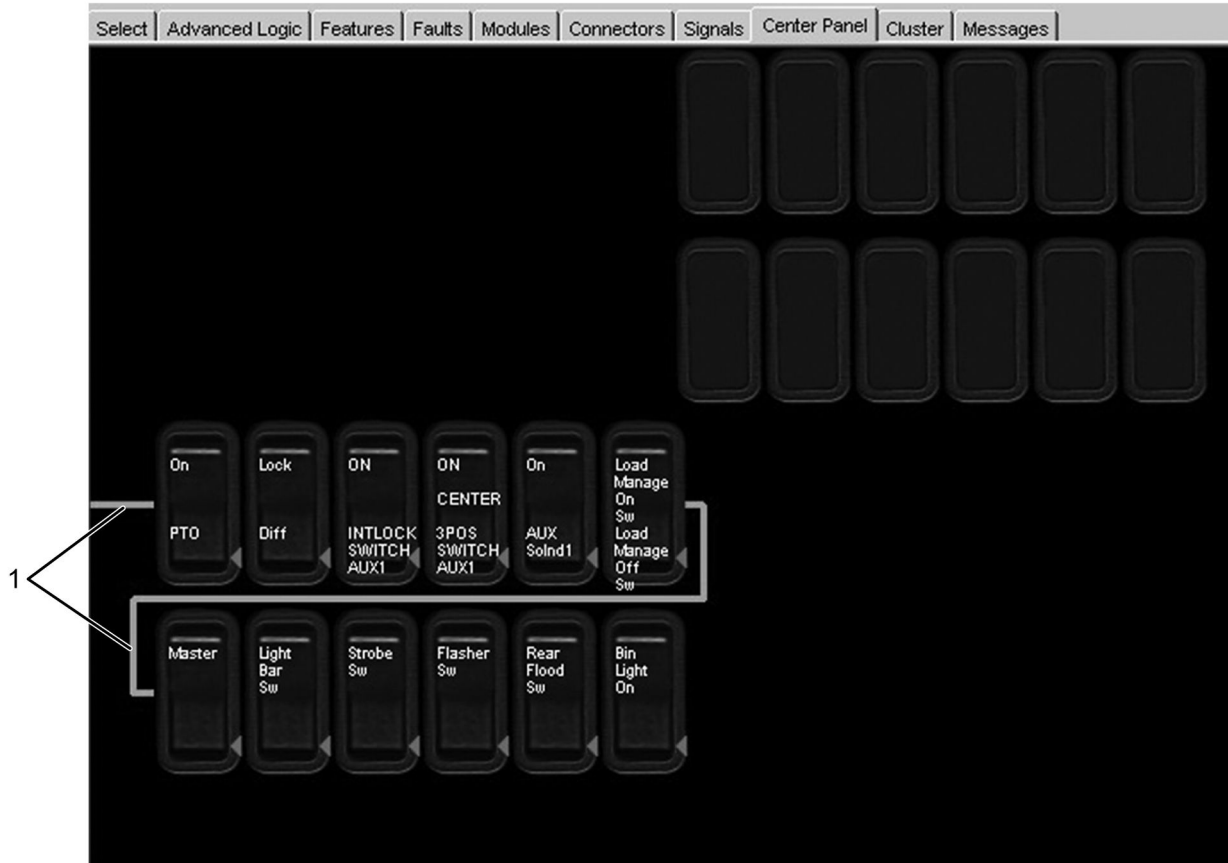 Select Advanced Logic Features Faults Modules Connectors Signals Center Panel Cluster Messages
On
PTO
Lock
Diff
ON
INTLOCK
SWITCH
AUX1
ON
CENTER
3POS
SWITCH
AUX1
On
AUX
Solnd1
Load
Manage
On
Sw
Load
Manage
Off
Sw
1
Master
Light
Bar
Sw
Strobe
Sw
Flasher
Sw
Rear
Flood
Sw
Bin
Light
On